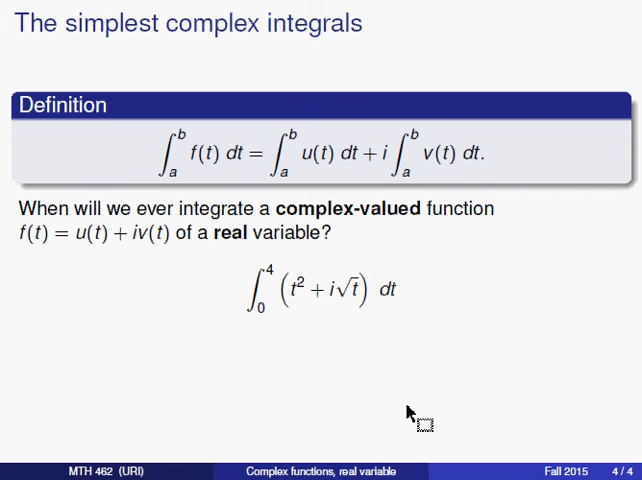 The simplest complex integrals
Definition
∫_a^b f(t) dt = ∫_a^b u(t) dt + i ∫_a^b v(t) dt.
When will we ever integrate a complex-valued function
f(t) = u(t) + iv(t) of a real variable?
∫_0^4 (t² + i√t) dt
MTH 462 (URI) Complex functions, real variable Fall 2015 4 / 4